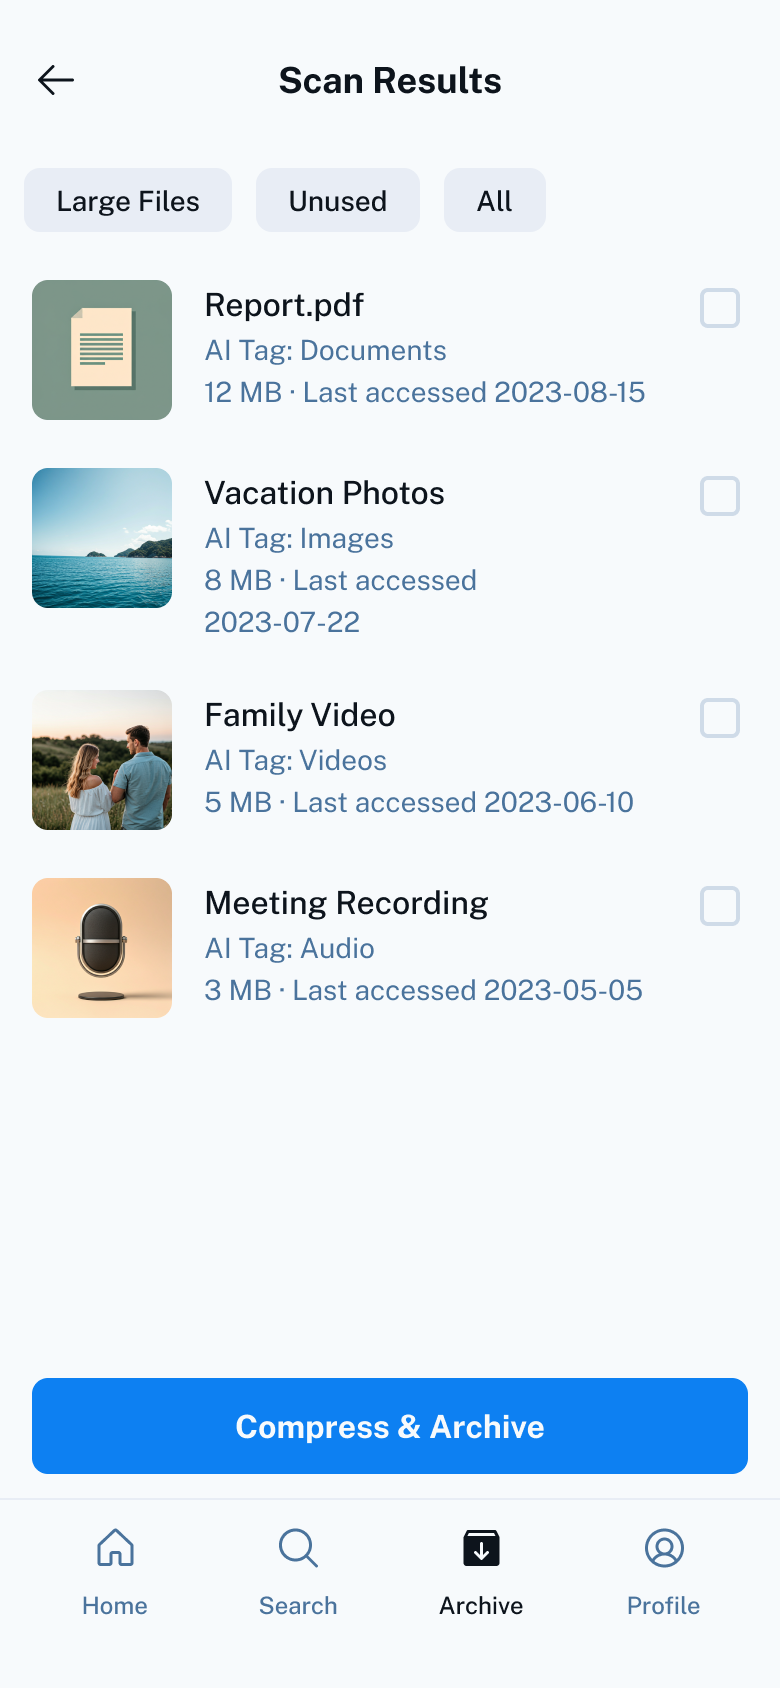 Scan Results
Large Files
Unused
All
Report.pdf
AI Tag: Documents
12 MB · Last accessed 2023-08-15
Vacation Photos
AI Tag: Images
8 MB · Last accessed
2023-07-22
Family Video
AI Tag: Videos
5 MB · Last accessed 2023-06-10
Meeting Recording
AI Tag: Audio
3 MB · Last accessed 2023-05-05
Compress & Archive
Home
Search
Archive
Profile